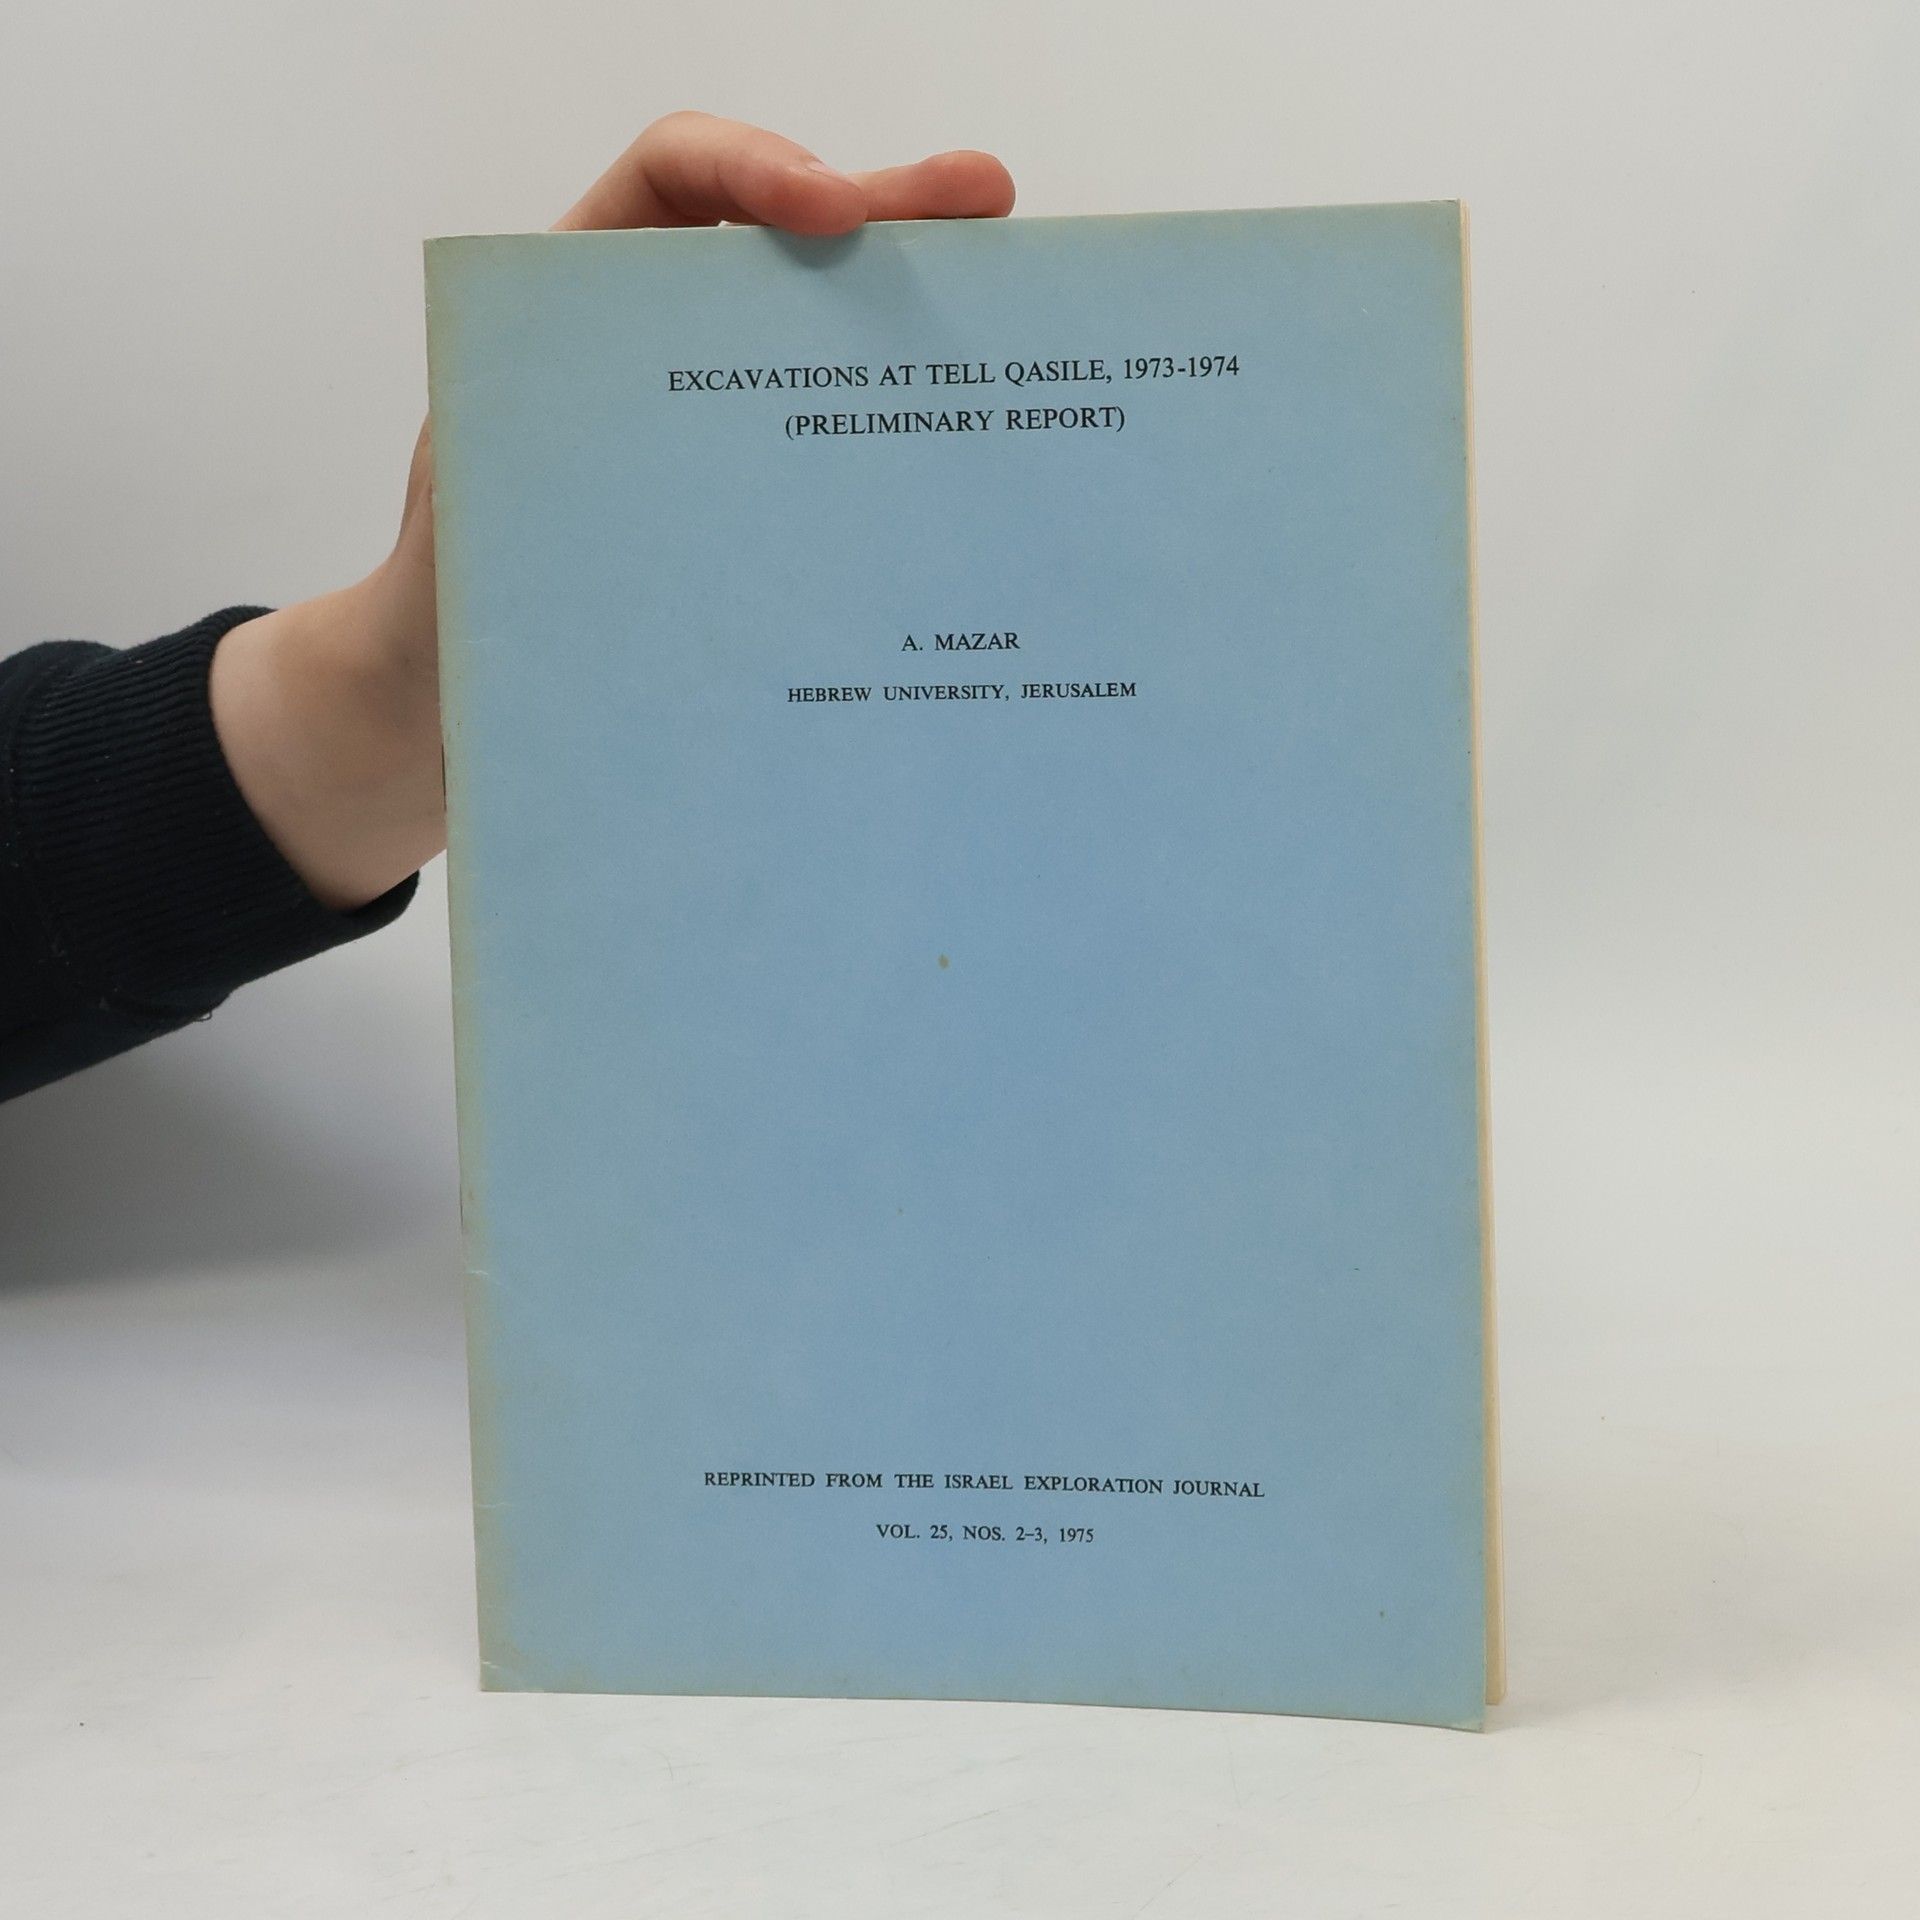 EXCAVATIONS AT TELL QASILE, 1973-1974
(PRELIMINARY REPORT)
A. MAZAR
HEBREW UNIVERSITY, JERUSALEM
REPRINTED FROM THE ISRAEL EXPLORATION JOURNAL
VOL. 25, NOS. 2–3, 1975